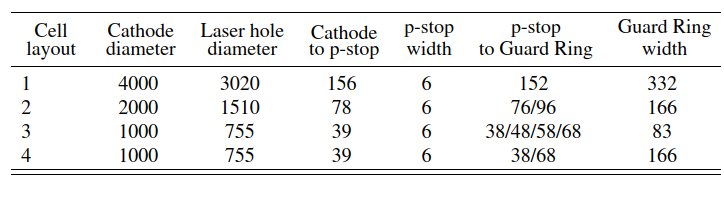 Cell layout Cathode diameter Laser hole diameter Cathode to p-stop p-stop width p-stop to Guard Ring Guard Ring width
1 4000 3020 156 6 152 332
2 2000 1510 78 6 76/96 166
3 1000 755 39 6 38/48/58/68 83
4 1000 755 39 6 38/68 166